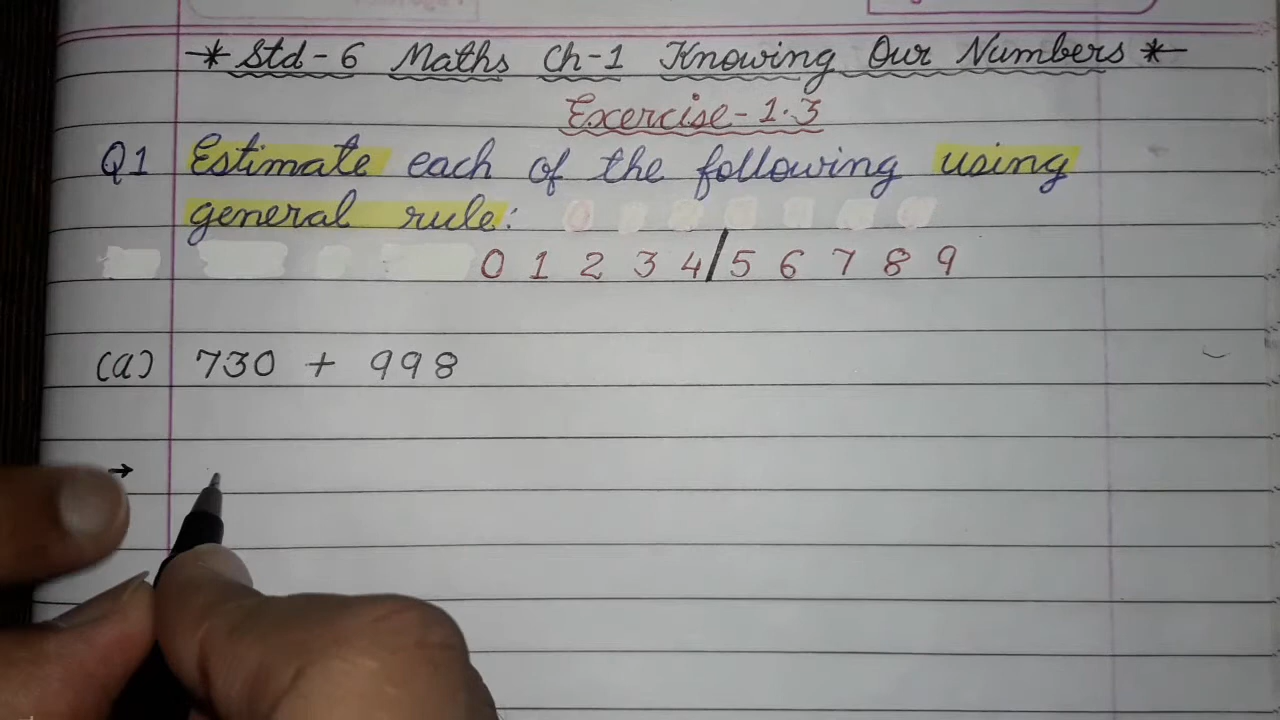 * Std - 6 Maths Ch-1 Knowing Our Numbers *
Exercise - 1.3
Q1 Estimate each of the following using
general rule:
0 1 2 3 4 / 5 6 7 8 9
(a) 730 + 998
→